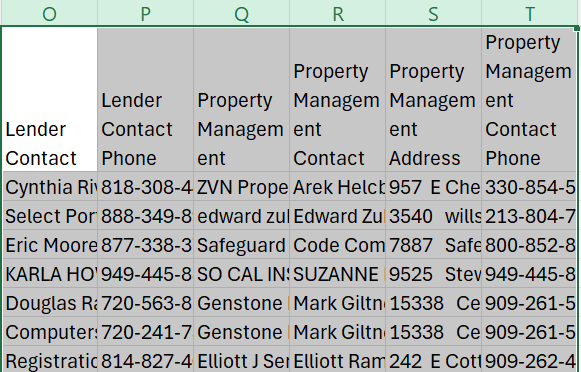 O P Q R S T
Lender Contact
Lender Contact Phone
Property Managem ent
Property Managem ent Contact
Property Managem ent Address
Property Managem ent Contact Phone
Cynthia Riv 818-308-4 ZVN Prope Arek Helcb 957 E Che 330-854-5
Select Por 888-349-8 edward zul Edward Zu 3540 wills 213-804-7
Eric Moore 877-338-3 Safeguard Code Com 7887 Safe 800-852-8
KARLA HO 949-445-8 SO CAL INS SUZANNE 9525 Stev 949-445-8
Douglas Ra 720-563-8 Genstone Mark Giltn 15338 Ce 909-261-5
Computers 720-241-7 Genstone Mark Giltn 15338 Ce 909-261-5
Registratic 814-827-4 Elliott J Ser Elliott Ram 242 E Cott 909-262-4